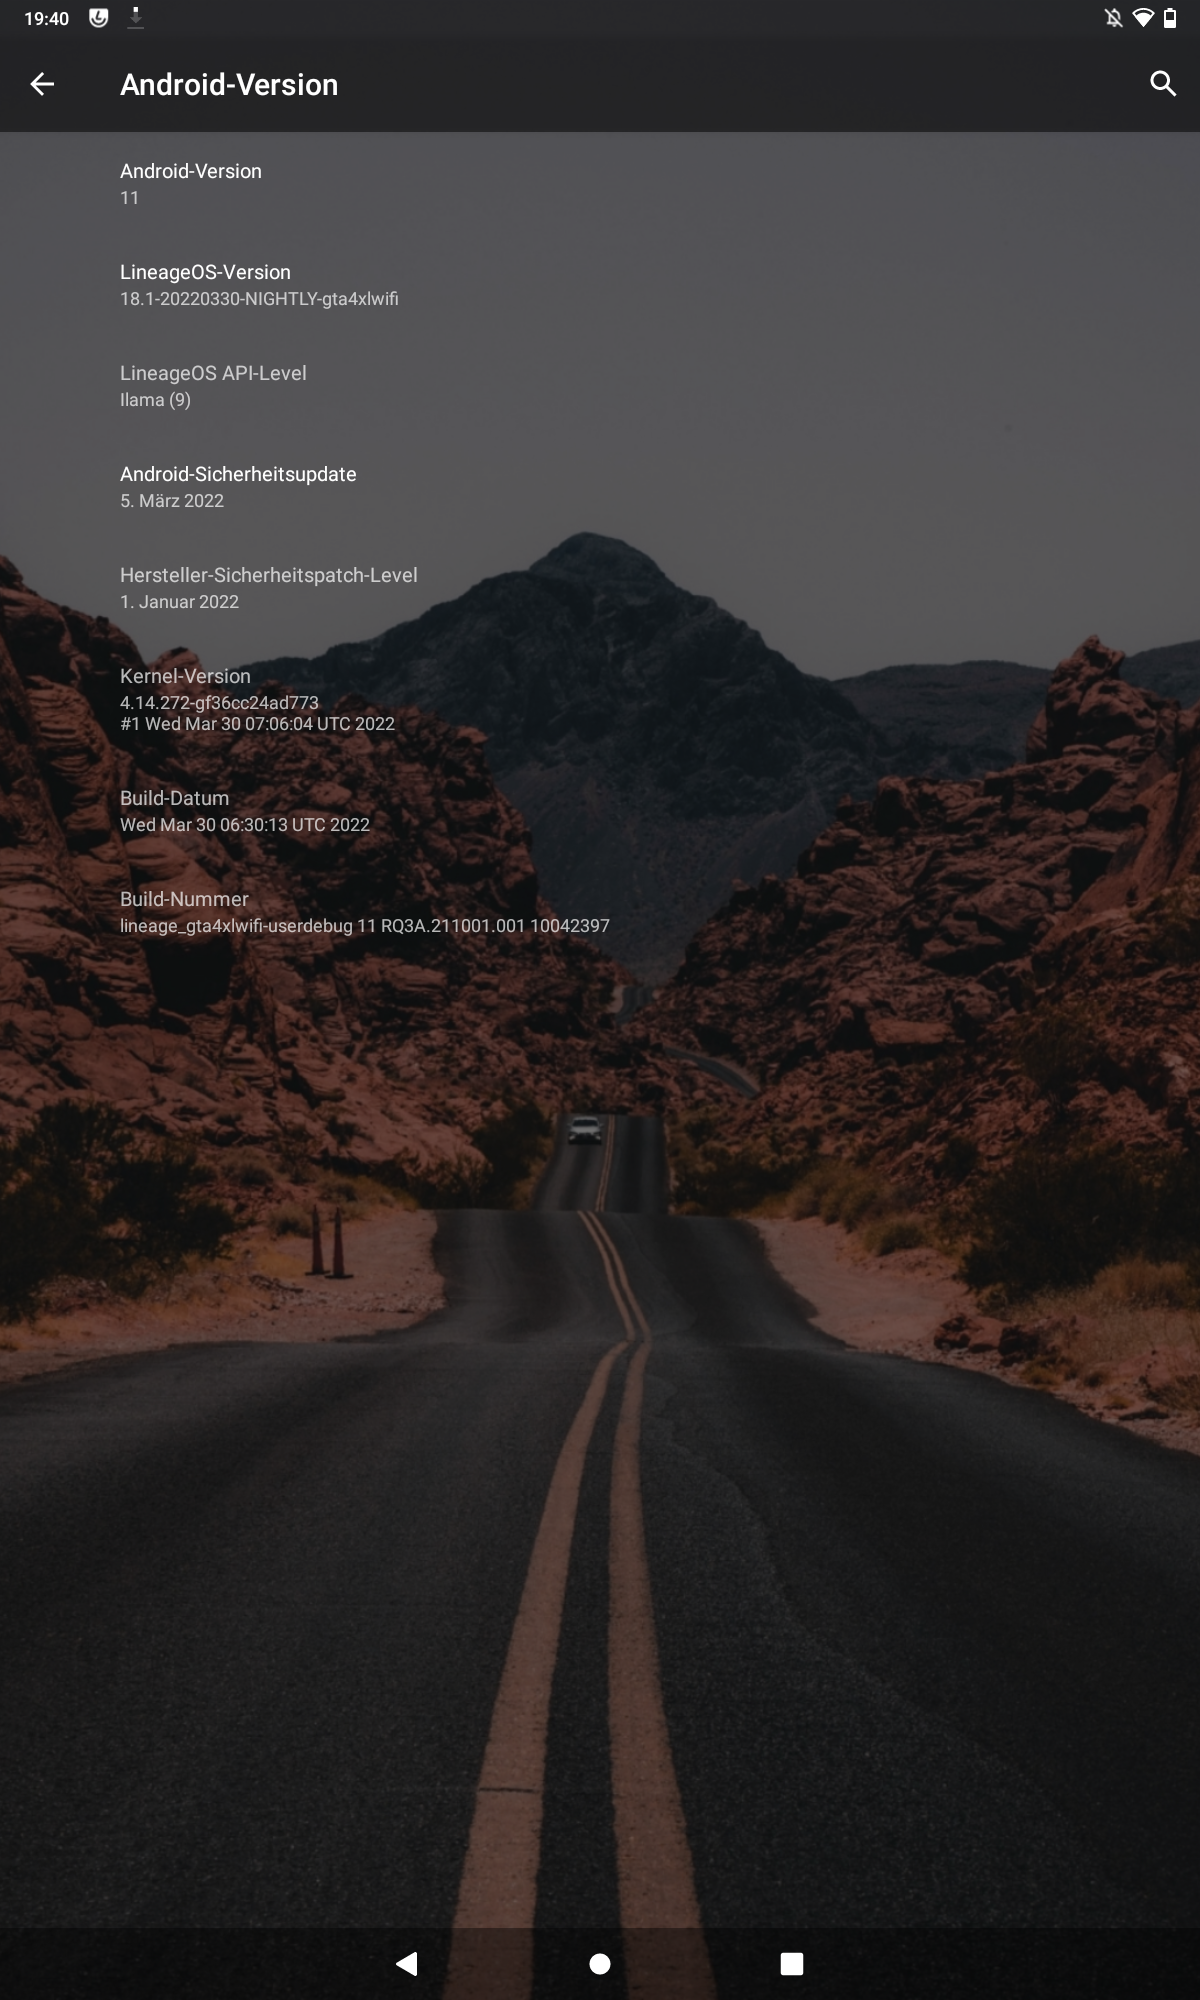 19:40
Android-Version
Android-Version
11
LineageOS-Version
18.1-20220330-NIGHTLY-gta4xlwifi
LineageOS API-Level
Ilama (9)
Android-Sicherheitsupdate
5. März 2022
Hersteller-Sicherheitspatch-Level
1. Januar 2022
Kernel-Version
4.14.272-gf36cc24ad773
#1 Wed Mar 30 07:06:04 UTC 2022
Build-Datum
Wed Mar 30 06:30:13 UTC 2022
Build-Nummer
lineage_gta4xlwifi-userdebug 11 RQ3A.211001.001 10042397